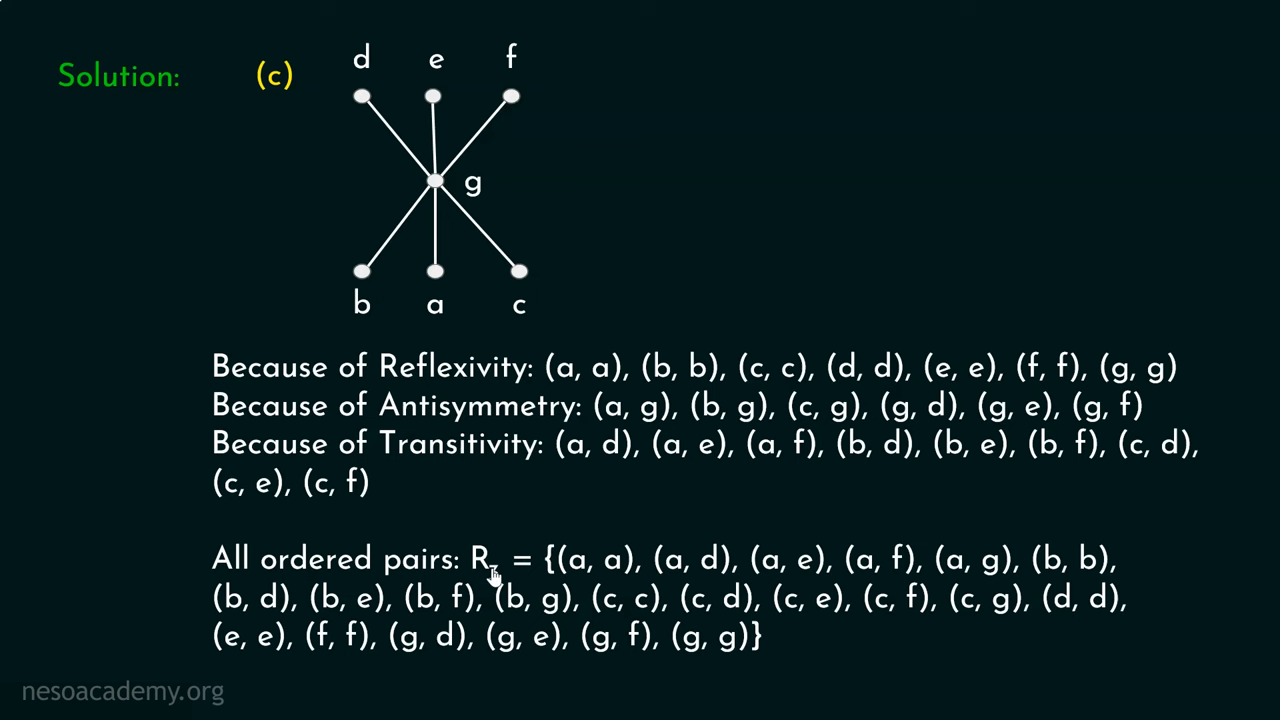 Solution: (c)
d e f
g
b a c
Because of Reflexivity: (a, a), (b, b), (c, c), (d, d), (e, e), (f, f), (g, g)
Because of Antisymmetry: (a, g), (b, g), (c, g), (g, d), (g, e), (g, f)
Because of Transitivity: (a, d), (a, e), (a, f), (b, d), (b, e), (b, f), (c, d),
(c, e), (c, f)
All ordered pairs: R = {(a, a), (a, d), (a, e), (a, f), (a, g), (b, b),
(b, d), (b, e), (b, f), (b, g), (c, c), (c, d), (c, e), (c, f), (c, g), (d, d),
(e, e), (f, f), (g, d), (g, e), (g, f), (g, g)}
nesoacademy.org